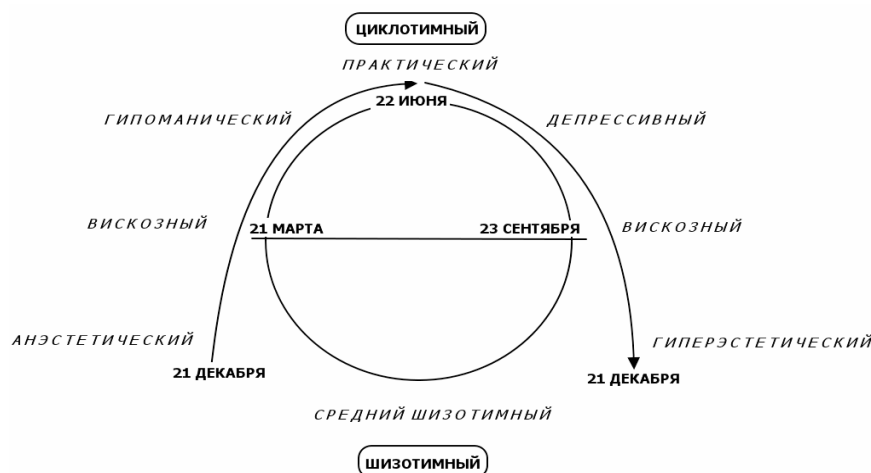 ЦИКЛОТИМНЫЙ
ПРАКТИЧЕСКИЙ
22 ИЮНЯ
ГИПОМАНИЧЕСКИЙ
ДЕПРЕССИВНЫЙ
ВИСКОЗНЫЙ
21 МАРТА
23 СЕНТЯБРЯ
ВИСКОЗНЫЙ
АНЭСТЕТИЧЕСКИЙ
ГИПЕРЭСТЕТИЧЕСКИЙ
21 ДЕКАБРЯ
21 ДЕКАБРЯ
СРЕДНИЙ ШИЗОТИМНЫЙ
ШИЗОТИМНЫЙ